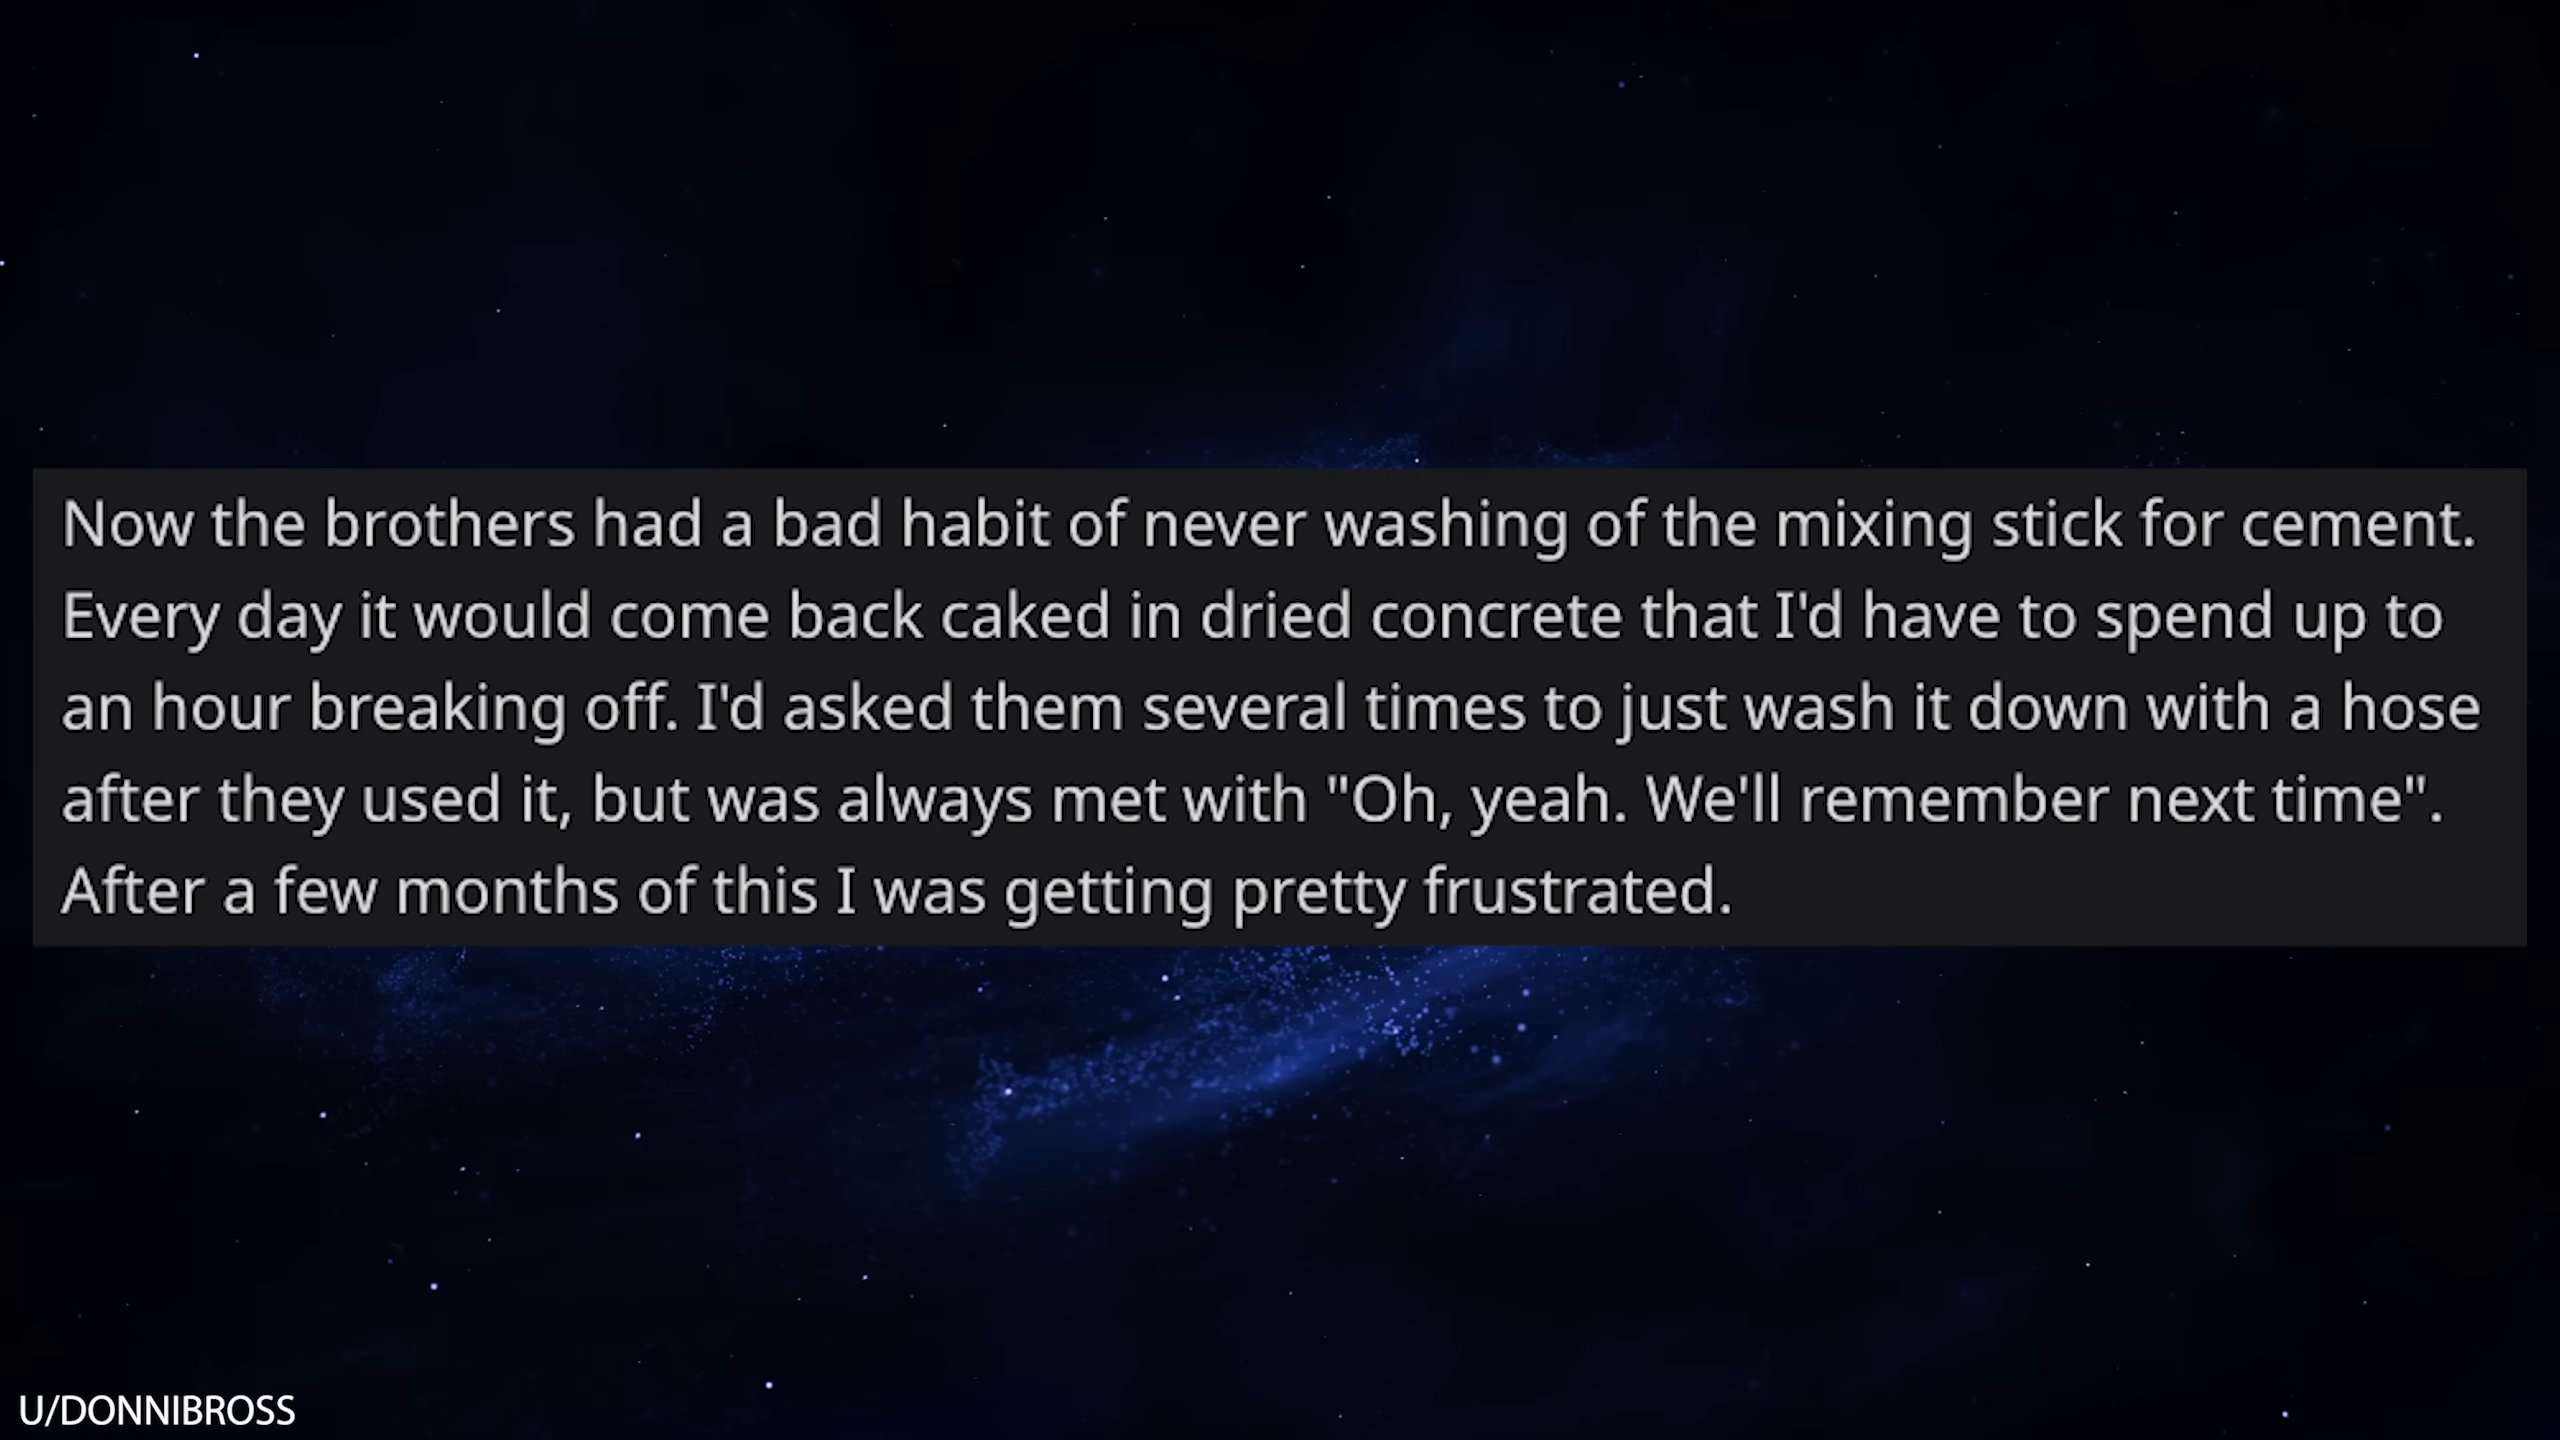 Now the brothers had a bad habit of never washing of the mixing stick for cement.
Every day it would come back caked in dried concrete that I'd have to spend up to
an hour breaking off. I'd asked them several times to just wash it down with a hose
after they used it, but was always met with "Oh, yeah. We'll remember next time".
After a few months of this I was getting pretty frustrated.
U/DONNIBROSS